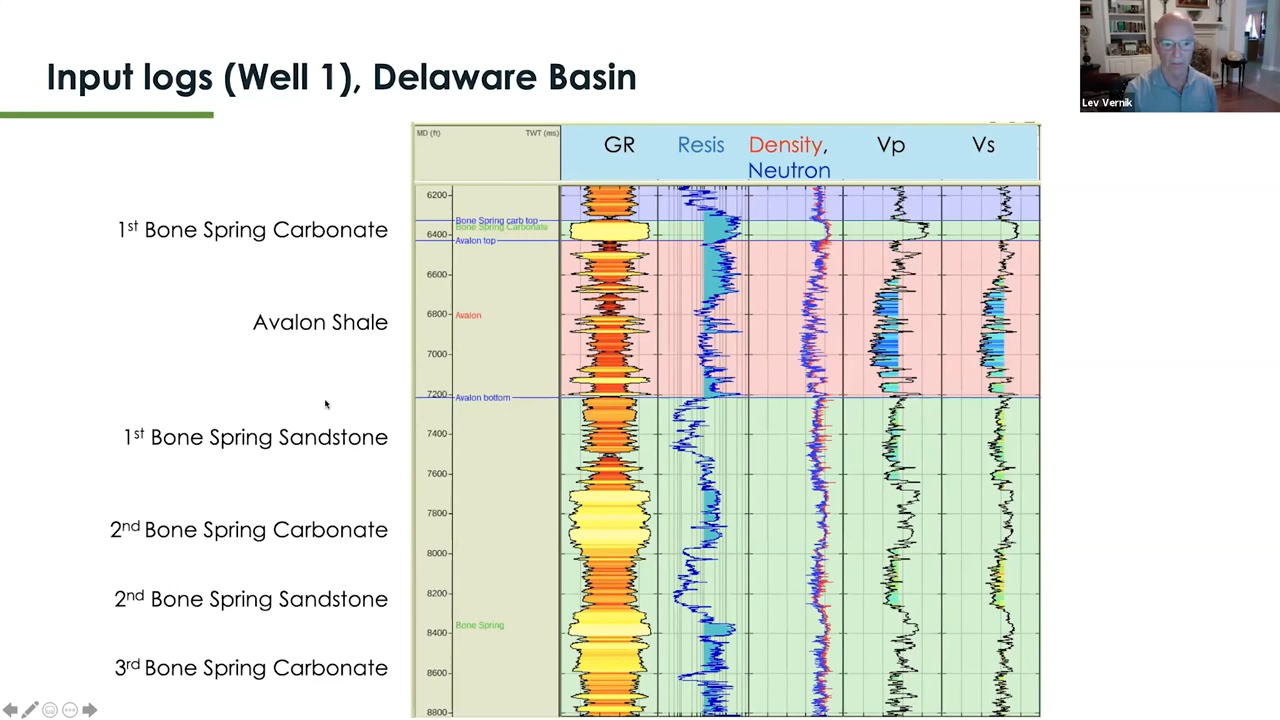 Input logs (Well 1), Delaware Basin
Lev Vernik
MD (ft)
TWT (ms)
GR
Resis
Density,
Neutron
Vp
Vs
6200
Bone Spring carb top
1st Bone Spring Carbonate
Bone Spring Carbonate
6400
Avalon top
6600
6800
Avalon Shale
Avalon
7000
7200
Avalon bottom
1st Bone Spring Sandstone
7400
7600
7800
2nd Bone Spring Carbonate
8000
8200
2nd Bone Spring Sandstone
Bone Spring
8400
3rd Bone Spring Carbonate
8600
8800